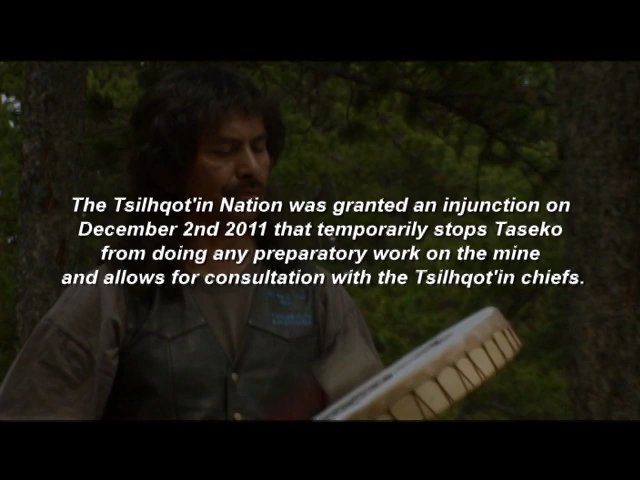 The Tsilhqot'in Nation was granted an injunction on
December 2nd 2011 that temporarily stops Taseko
from doing any preparatory work on the mine
and allows for consultation with the Tsilhqot'in chiefs.